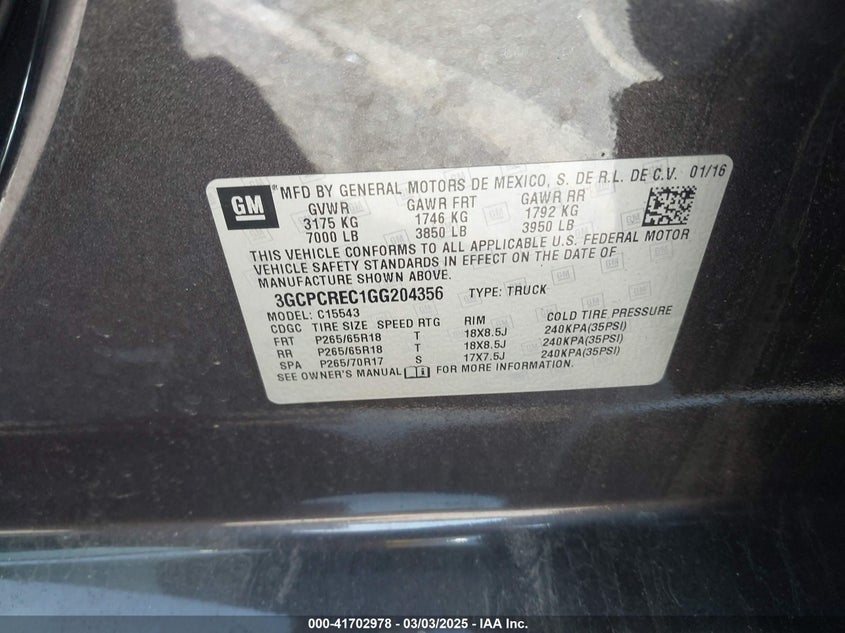 GM ® MFD BY GENERAL MOTORS DE MEXICO, S. DE R.L. DE C.V. 01/16
GVWR GAWR FRT GAWR RR
3175 KG 1746 KG 1792 KG
7000 LB 3850 LB 3950 LB
THIS VEHICLE CONFORMS TO ALL APPLICABLE U.S. FEDERAL MOTOR
VEHICLE SAFETY STANDARDS IN EFFECT ON THE DATE OF
MANUFACTURE SHOWN ABOVE.
3GCPCREC1GG204356 TYPE: TRUCK
MODEL: C15543
CDGC TIRE SIZE SPEED RTG RIM COLD TIRE PRESSURE
FRT P265/65R18 T 18X8.5J 240KPA(35PSI)
RR P265/65R18 T 18X8.5J 240KPA(35PSI)
SPA P265/70R17 S 17X7.5J 240KPA(35PSI)
SEE OWNER'S MANUAL FOR MORE INFORMATION.
000-41702978 - 03/03/2025 - IAA Inc.